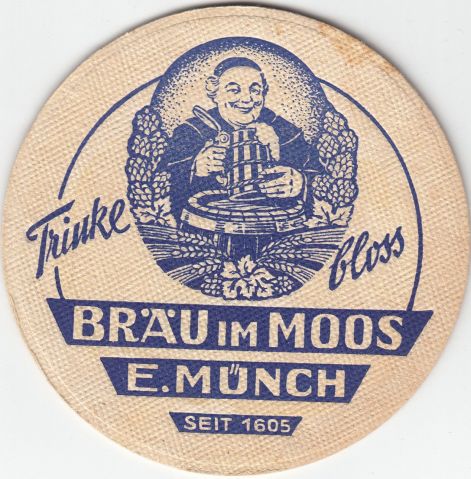 Trinke bloss
BRÄU IM MOOS
E. MÜNCH
SEIT 1605